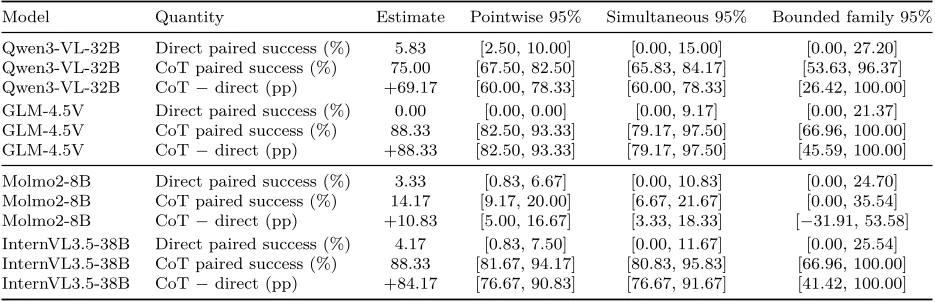 Model Quantity Estimate Pointwise 95% Simultaneous 95% Bounded family 95%
Qwen3-VL-32B Direct paired success (%) 5.83 [2.50, 10.00] [0.00, 15.00] [0.00, 27.20]
Qwen3-VL-32B CoT paired success (%) 75.00 [67.50, 82.50] [65.83, 84.17] [53.63, 96.37]
Qwen3-VL-32B CoT − direct (pp) +69.17 [60.00, 78.33] [60.00, 78.33] [26.42, 100.00]
GLM-4.5V Direct paired success (%) 0.00 [0.00, 0.00] [0.00, 9.17] [0.00, 21.37]
GLM-4.5V CoT paired success (%) 88.33 [82.50, 93.33] [79.17, 97.50] [66.96, 100.00]
GLM-4.5V CoT − direct (pp) +88.33 [82.50, 93.33] [79.17, 97.50] [45.59, 100.00]
Molmo2-8B Direct paired success (%) 3.33 [0.83, 6.67] [0.00, 10.83] [0.00, 24.70]
Molmo2-8B CoT paired success (%) 14.17 [9.17, 20.00] [6.67, 21.67] [0.00, 35.54]
Molmo2-8B CoT − direct (pp) +10.83 [5.00, 16.67] [3.33, 18.33] [−31.91, 53.58]
InternVL3.5-38B Direct paired success (%) 4.17 [0.83, 7.50] [0.00, 11.67] [0.00, 25.54]
InternVL3.5-38B CoT paired success (%) 88.33 [81.67, 94.17] [80.83, 95.83] [66.96, 100.00]
InternVL3.5-38B CoT − direct (pp) +84.17 [76.67, 90.83] [76.67, 91.67] [41.42, 100.00]